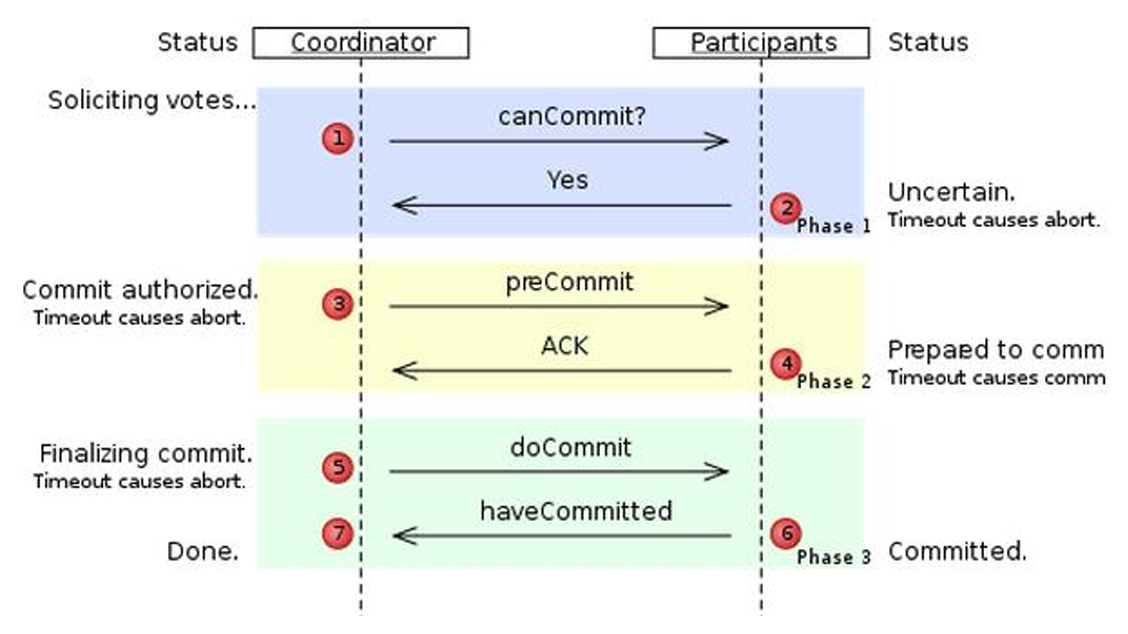 Status Coordinator Participants Status
Soliciting votes...
canCommit?
1
Yes
2
Uncertain.
Phase 1 Timeout causes abort.
preCommit
Commit authorized.
3
Timeout causes abort.
ACK
4
Prepared to comm
Phase 2 Timeout causes comm
doCommit
Finalizing commit.
5
Timeout causes abort.
haveCommitted
7
6
Done.
Phase 3 Committed.